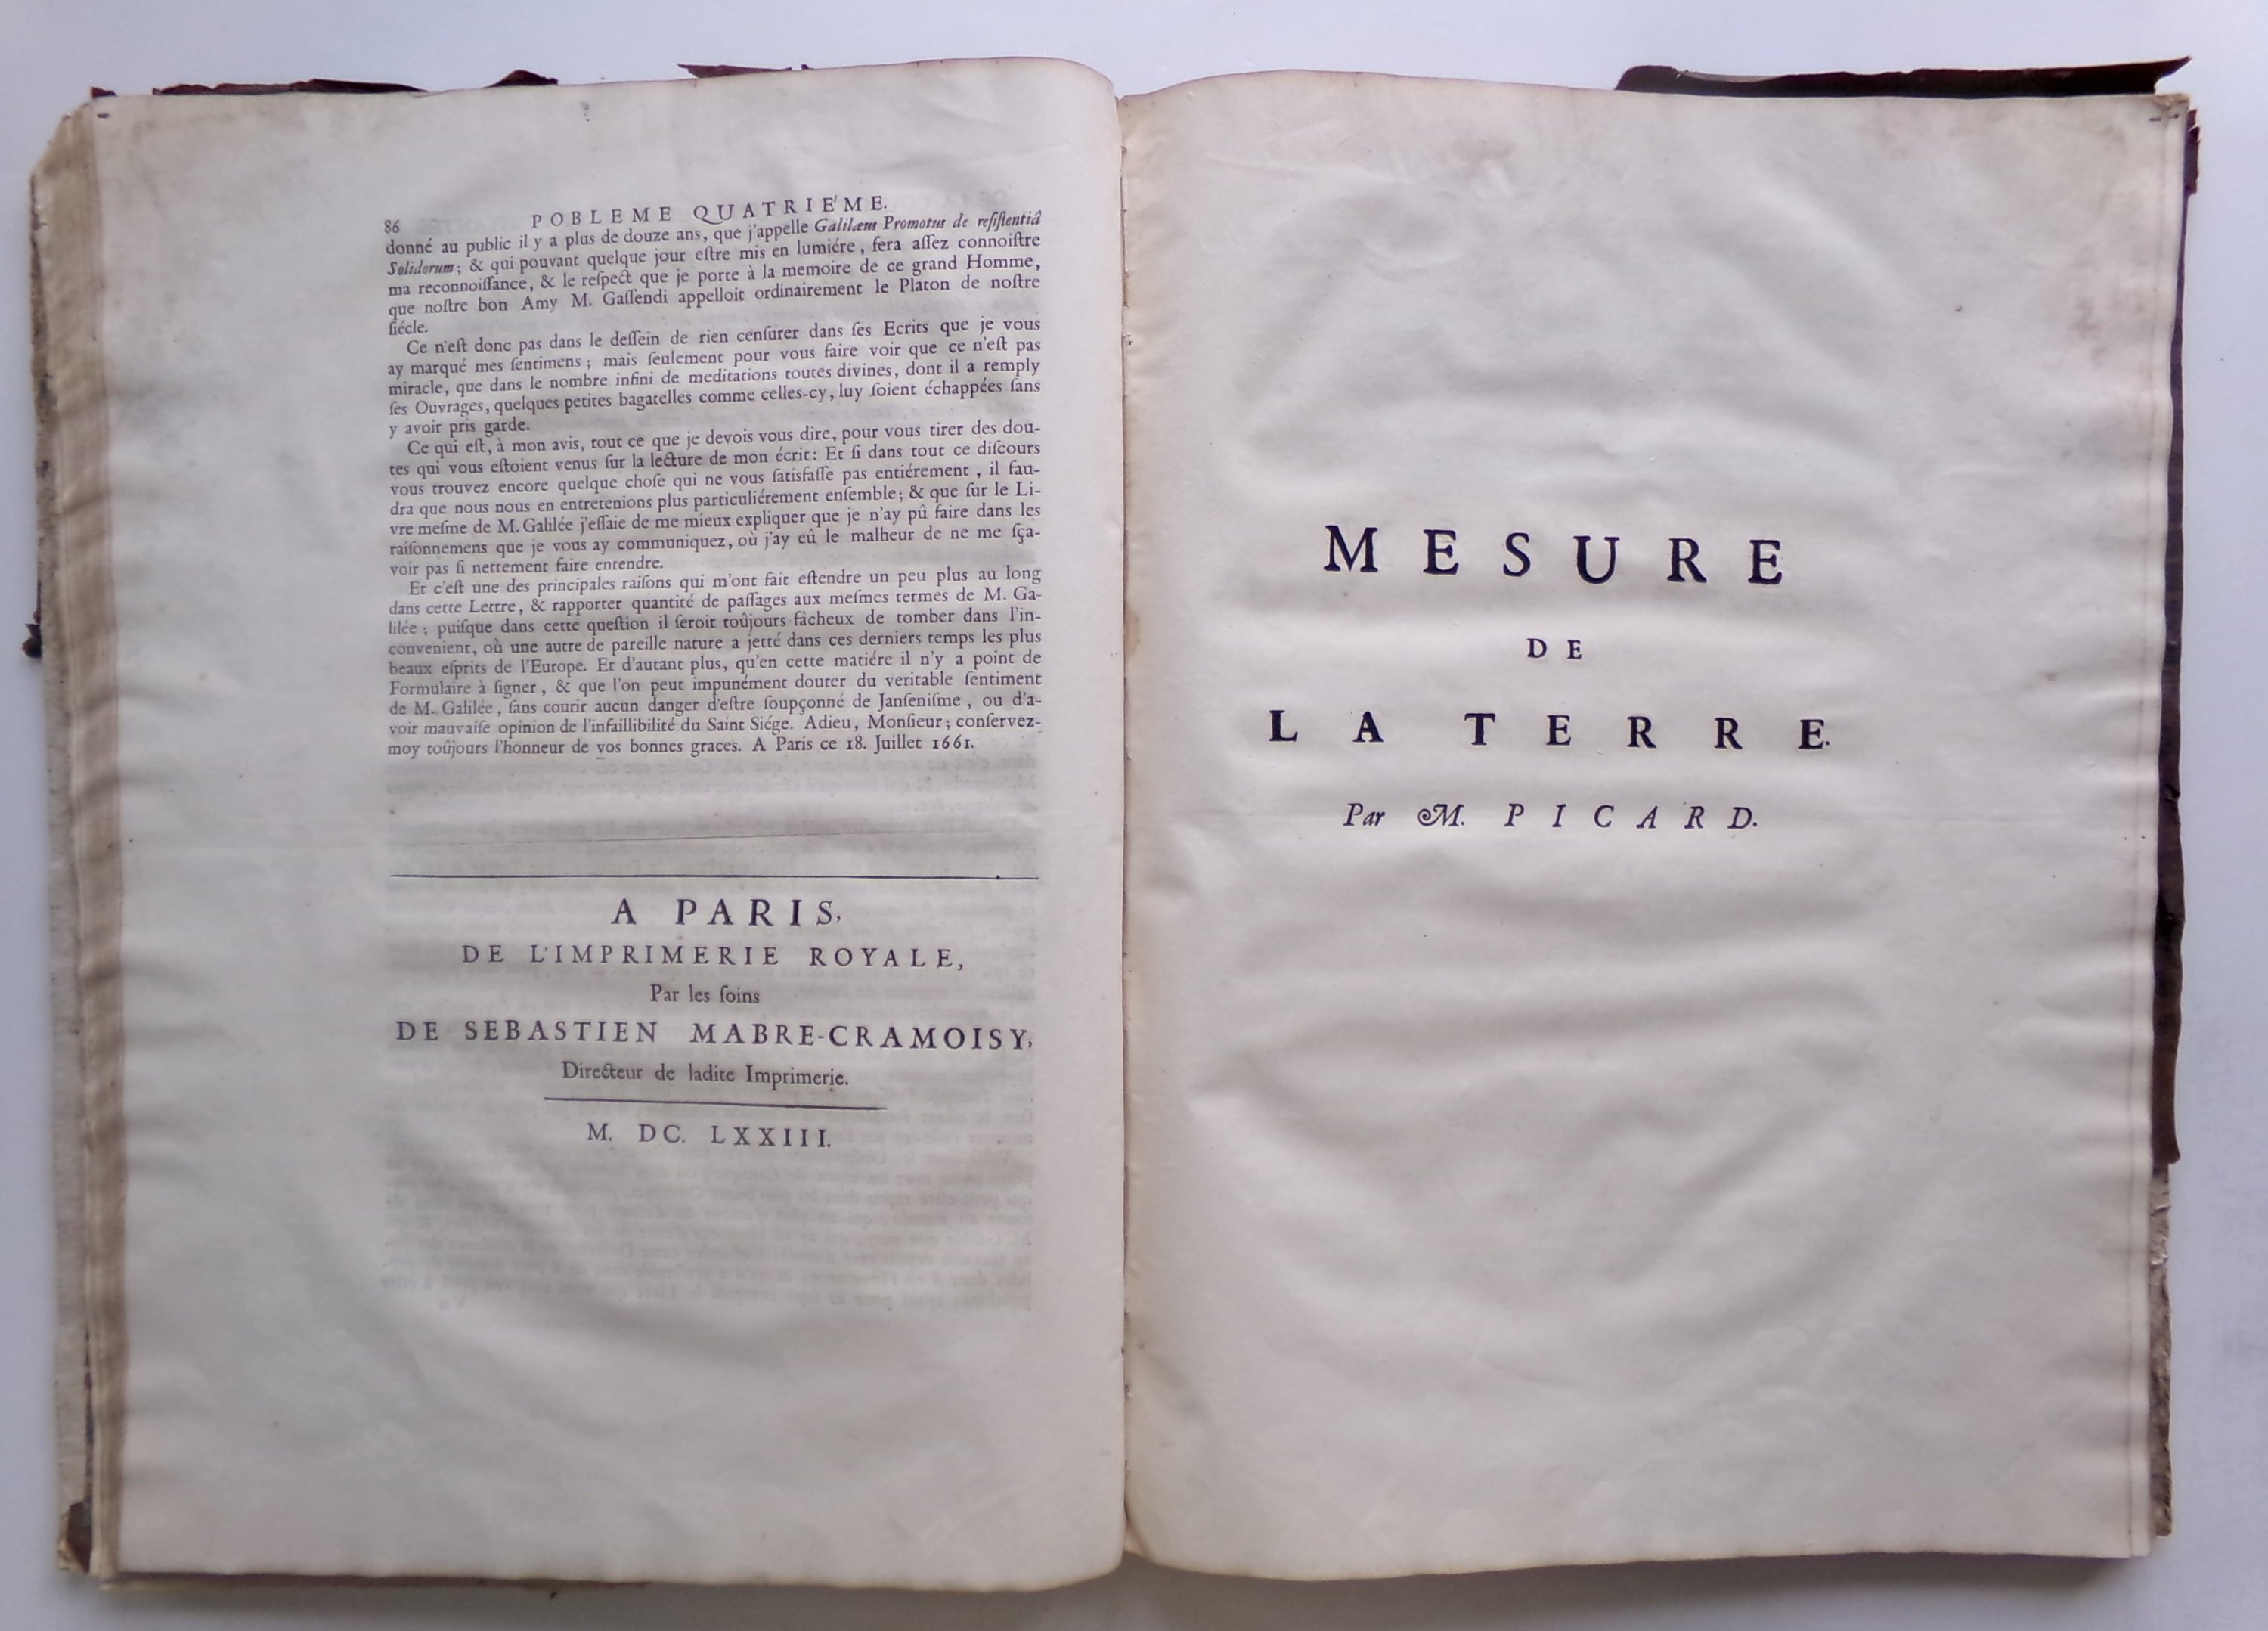 86 POBLEME QUATRIE'ME.
donné au public il y a plus de douze ans, que j'appelle Galilæus Promotus de reſiſtentiâ
Solidorum; & qui pouvant quelque jour eſtre mis en lumiére, fera aſſez connoiſtre
ma reconnoiſſance, & le reſpect que je porte à la memoire de ce grand Homme,
que noſtre bon Amy M. Gaſſendi appelloit ordinairement le Platon de noſtre
ſiécle.
Ce n'eſt donc pas dans le deſſein de rien cenſurer dans ſes Ecrits que je vous
ay marqué mes ſentimens; mais ſeulement pour vous faire voir que ce n'eſt pas
miracle, que dans le nombre infini de meditations toutes divines, dont il a remply
ſes Ouvrages, quelques petites bagatelles comme celles-cy, luy ſoient échappées ſans
y avoir pris garde.
Ce qui eſt, à mon avis, tout ce que je devois vous dire, pour vous tirer des dou-
tes qui vous eſtoient venus ſur la lecture de mon écrit: Et ſi dans tout ce diſcours
vous trouvez encore quelque choſe qui ne vous ſatisfaſſe pas entiérement, il fau-
dra que nous nous en entretenions plus particuliérement enſemble; & que ſur le Li-
vre meſme de M. Galilée j'eſſaie de me mieux expliquer que je n'ay pû faire dans les
raiſonnemens que je vous ay communiquez, où j'ay eû le malheur de ne me ſça-
voir pas ſi nettement faire entendre.
Et c'eſt une des principales raiſons qui m'ont fait eſtendre un peu plus au long
dans cette Lettre, & rapporter quantité de paſſages aux meſmes termes de M. Ga-
lilée; puiſque dans cette queſtion il ſeroit toûjours fâcheux de tomber dans l'in-
convenient, où une autre de pareille nature a jetté dans ces derniers temps les plus
beaux eſprits de l'Europe. Et d'autant plus, qu'en cette matiére il n'y a point de
Formulaire à ſigner, & que l'on peut impunément douter du veritable ſentiment
de M. Galilée, ſans courir aucun danger d'eſtre ſoupçonné de Janſeniſme, ou d'a-
voir mauvaiſe opinion de l'infaillibilité du Saint Siége. Adieu, Monſieur; conſervez-
moy toûjours l'honneur de vos bonnes graces. A Paris ce 18. Juillet 1661.
A PARIS,
DE L'IMPRIMERIE ROYALE,
Par les ſoins
DE SEBASTIEN MABRE-CRAMOISY,
Directeur de ladite Imprimerie.
M. DC. LXXIII.
MESURE
DE
LA TERRE.
Par M. PICARD.